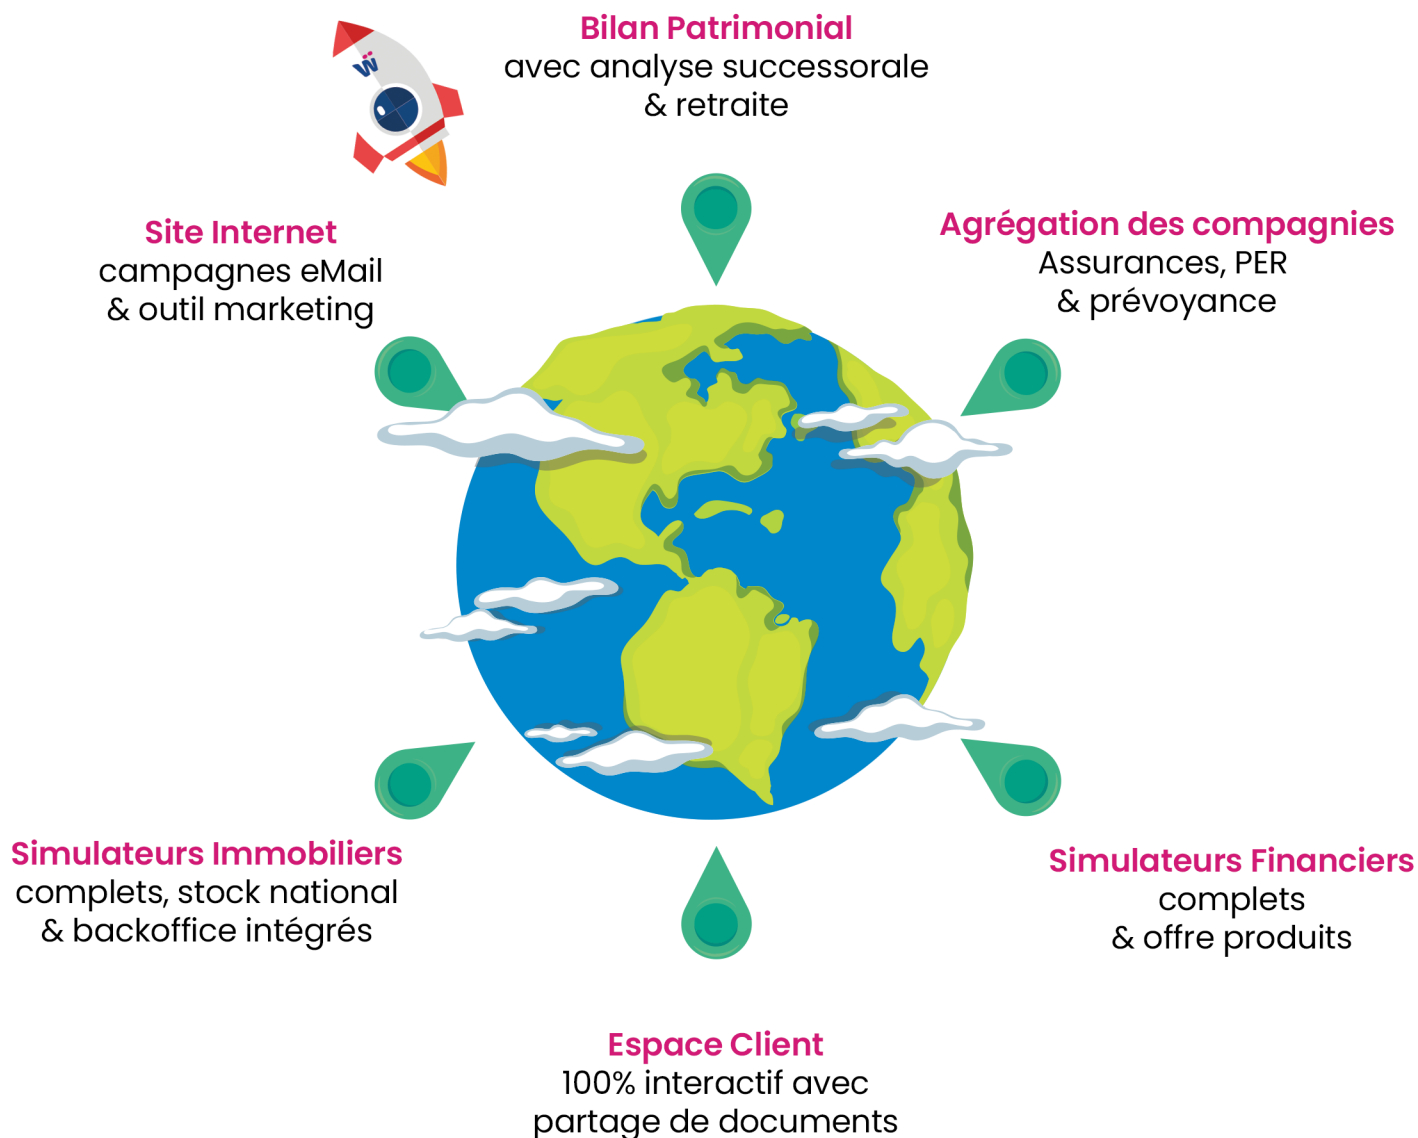 Bilan Patrimonial
avec analyse successorale
& retraite
Site Internet
campagnes eMail
& outil marketing
Agrégation des compagnies
Assurances, PER
& prévoyance
Simulateurs Immobiliers
complets, stock national
& backoffice intégrés
Simulateurs Financiers
complets
& offre produits
Espace Client
100% interactif avec
partage de documents